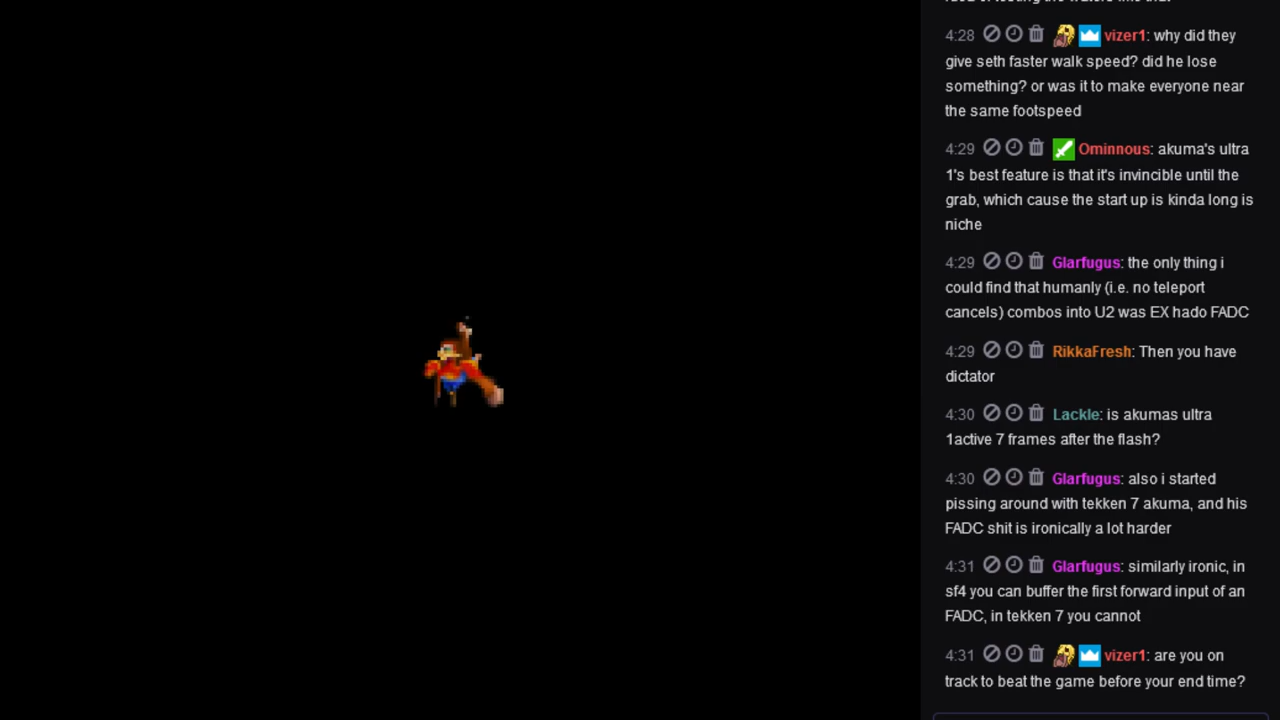 4:28 vizer1: why did they
give seth faster walk speed? did he lose
something? or was it to make everyone near
the same footspeed
4:29 Ominnous: akuma's ultra
1's best feature is that it's invincible until the
grab, which cause the start up is kinda long is
niche
4:29 Glarfugus: the only thing i
could find that humanly (i.e. no teleport
cancels) combos into U2 was EX hado FADC
4:29 RikkaFresh: Then you have
dictator
4:30 Lackle: is akumas ultra
1active 7 frames after the flash?
4:30 Glarfugus: also i started
pissing around with tekken 7 akuma, and his
FADC shit is ironically a lot harder
4:31 Glarfugus: similarly ironic, in
sf4 you can buffer the first forward input of an
FADC, in tekken 7 you cannot
4:31 vizer1: are you on
track to beat the game before your end time?